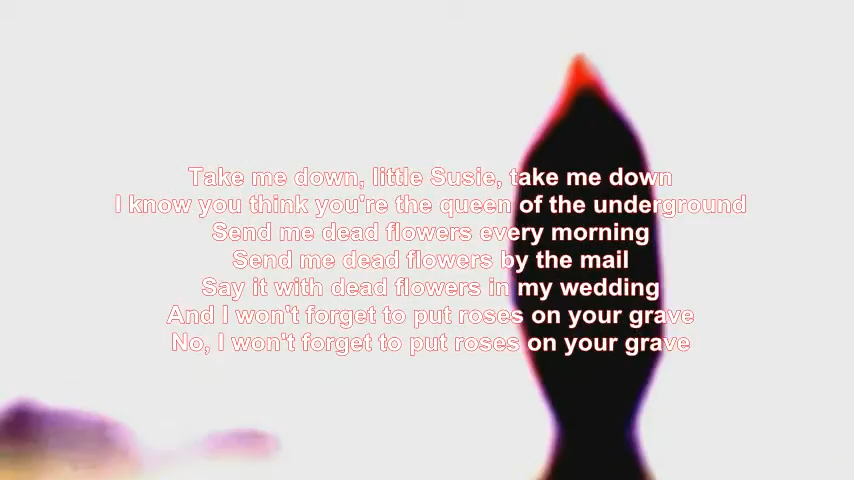 Take me down, little Susie, take me down
I know you think you're the queen of the underground
Send me dead flowers every morning
Send me dead flowers by the mail
Say it with dead flowers in my wedding
And I won't forget to put roses on your grave
No, I won't forget to put roses on your grave